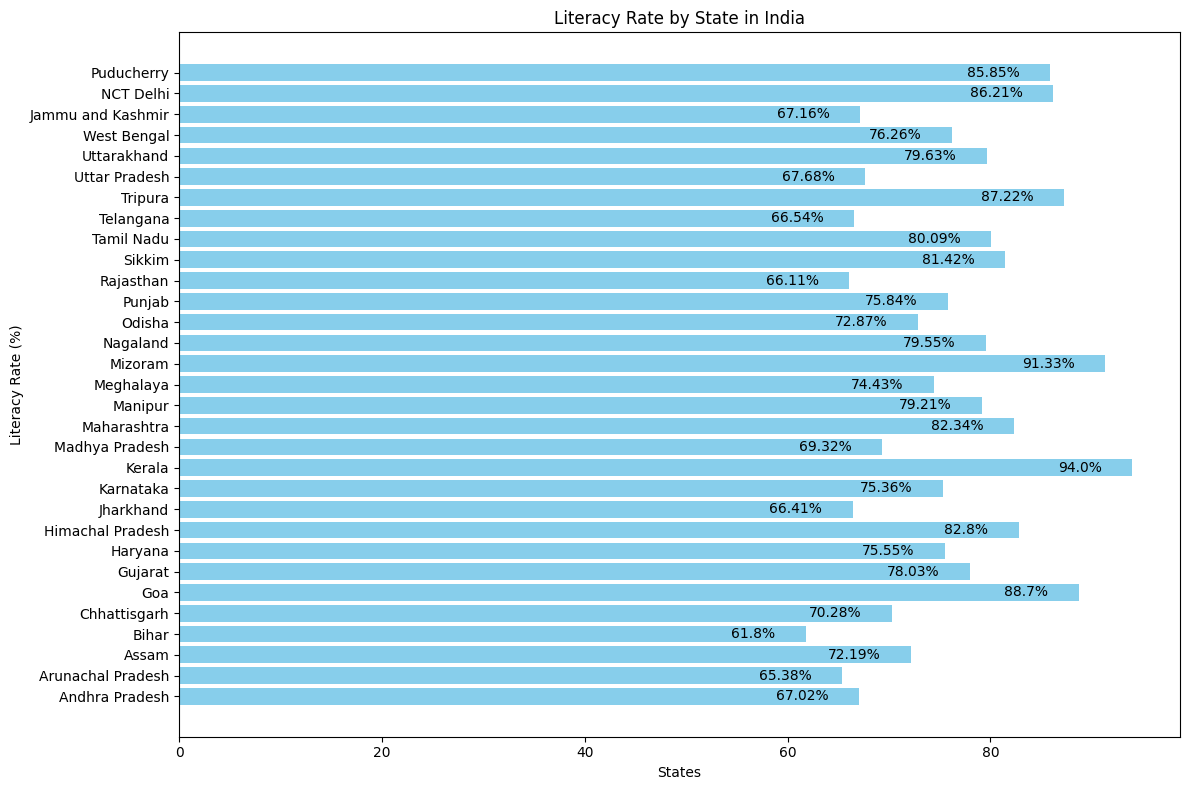 Literacy Rate by State in India
Literacy Rate (%)
Puducherry 85.85%
NCT Delhi 86.21%
Jammu and Kashmir 67.16%
West Bengal 76.26%
Uttarakhand 79.63%
Uttar Pradesh 67.68%
Tripura 87.22%
Telangana 66.54%
Tamil Nadu 80.09%
Sikkim 81.42%
Rajasthan 66.11%
Punjab 75.84%
Odisha 72.87%
Nagaland 79.55%
Mizoram 91.33%
Meghalaya 74.43%
Manipur 79.21%
Maharashtra 82.34%
Madhya Pradesh 69.32%
Kerala 94.0%
Karnataka 75.36%
Jharkhand 66.41%
Himachal Pradesh 82.8%
Haryana 75.55%
Gujarat 78.03%
Goa 88.7%
Chhattisgarh 70.28%
Bihar 61.8%
Assam 72.19%
Arunachal Pradesh 65.38%
Andhra Pradesh 67.02%
0 20 40 60 80
States